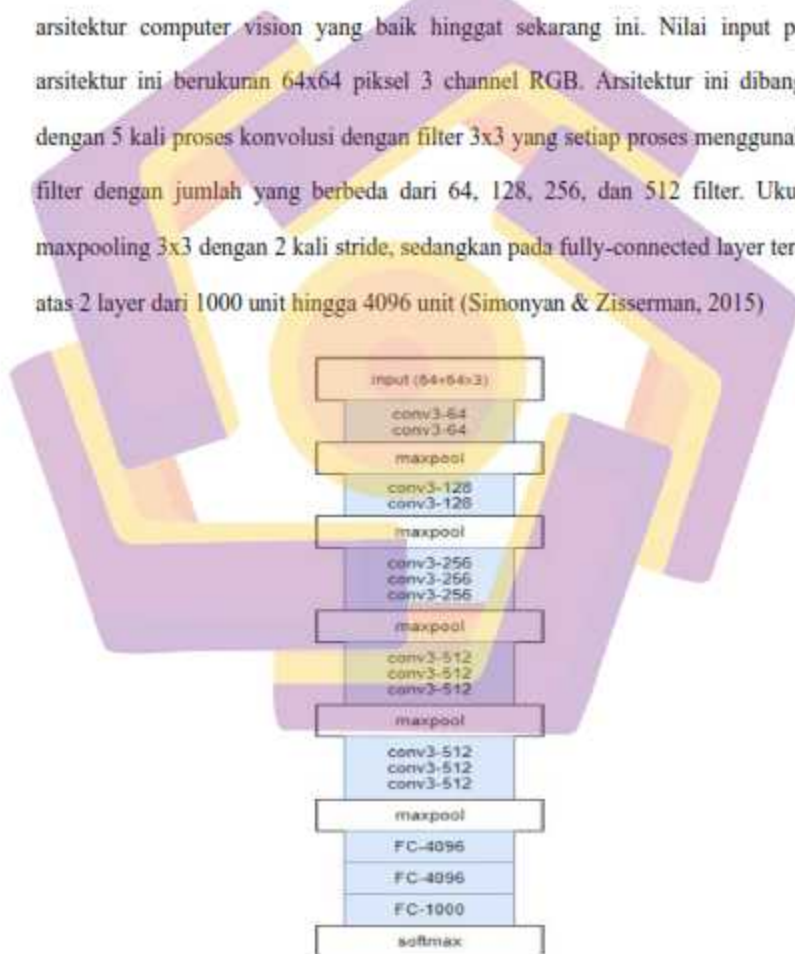 arsitektur computer vision yang baik hinggat sekarang ini. Nilai input p
arsitektur ini berukuran 64x64 piksel 3 channel RGB. Arsitektur ini dibang
dengan 5 kali proses konvolusi dengan filter 3x3 yang setiap proses menggunal
filter dengan jumlah yang berbeda dari 64, 128, 256, dan 512 filter. Uku
maxpooling 3x3 dengan 2 kali stride, sedangkan pada fully-connected layer ter
atas 2 layer dari 1000 unit hingga 4096 unit (Simonyan & Zisserman, 2015)
input (64×64×3)
conv3-64
conv3-64
maxpool
conv3-128
conv3-128
maxpool
conv3-256
conv3-256
conv3-256
maxpool
conv3-512
conv3-512
conv3-512
maxpool
conv3-512
conv3-512
conv3-512
maxpool
FC-4096
FC-4096
FC-1000
softmax